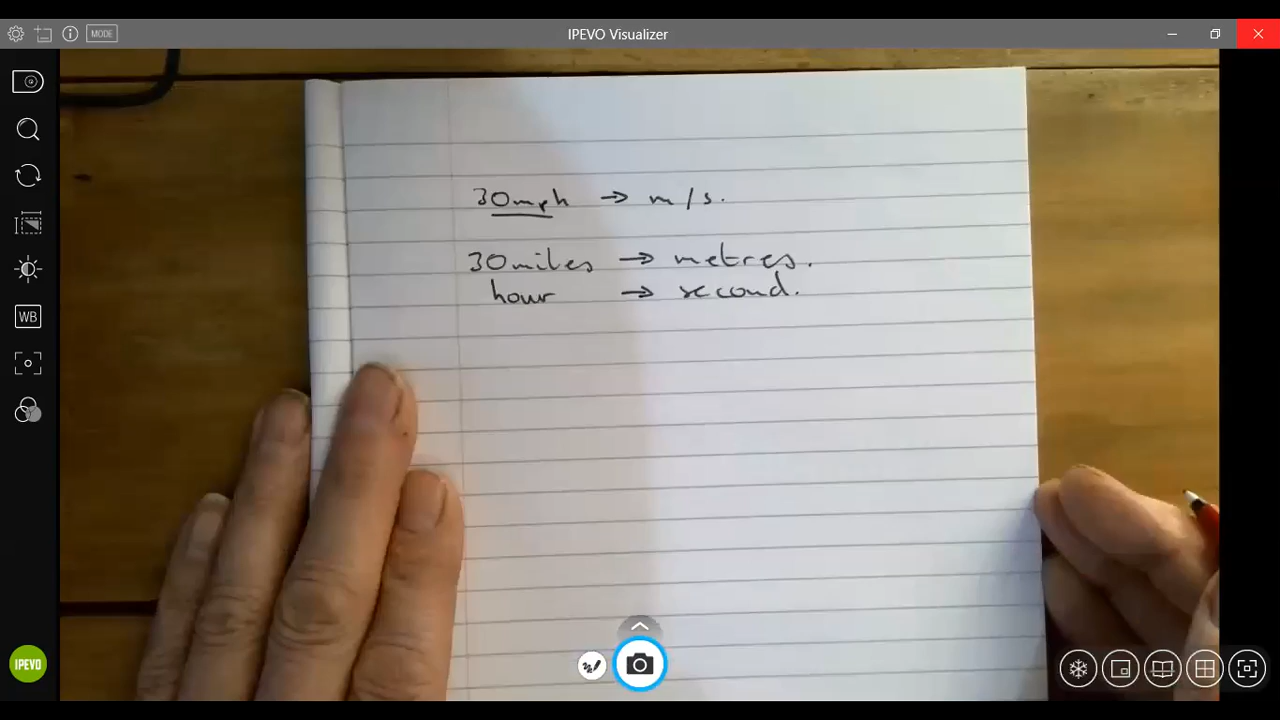 IPEVO Visualizer
MODE
30mph → m/s.
30miles → metres.
hour → second.
WB
IPEVO